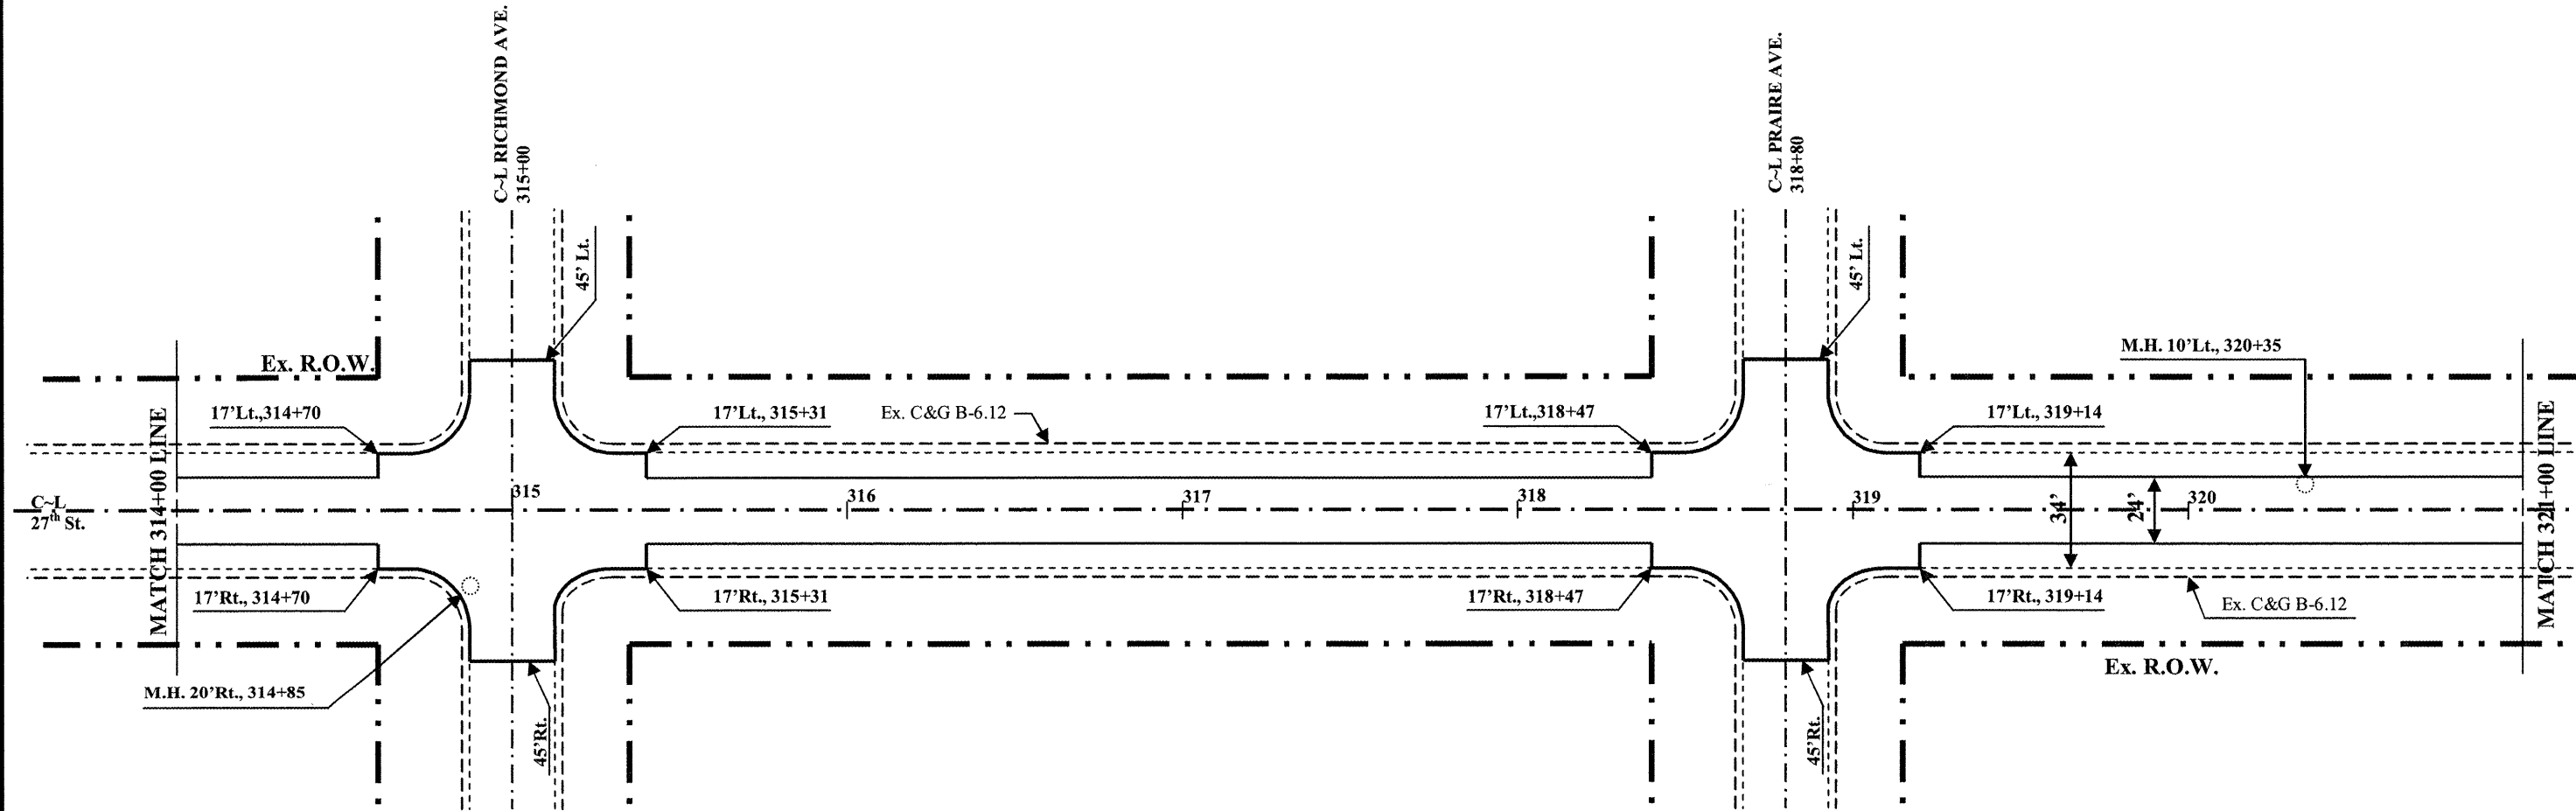 C~L RICHMOND AVE.
315+00
C~L PRAIRE AVE.
318+80
45' Lt.
45' Lt.
M.H. 10'Lt., 320+35
Ex. R.O.W.
17'Lt.,314+70
17'Lt., 315+31
Ex. C&G B-6.12
17'Lt.,318+47
17'Lt., 319+14
MATCH 314+00 LINE
MATCH 321+00 LINE
C~L
27th St.
315
316
317
318
319
320
34'
24'
17'Rt., 314+70
17'Rt., 315+31
17'Rt., 318+47
17'Rt., 319+14
Ex. C&G B-6.12
M.H. 20'Rt., 314+85
45'Rt.
45'Rt.
Ex. R.O.W.